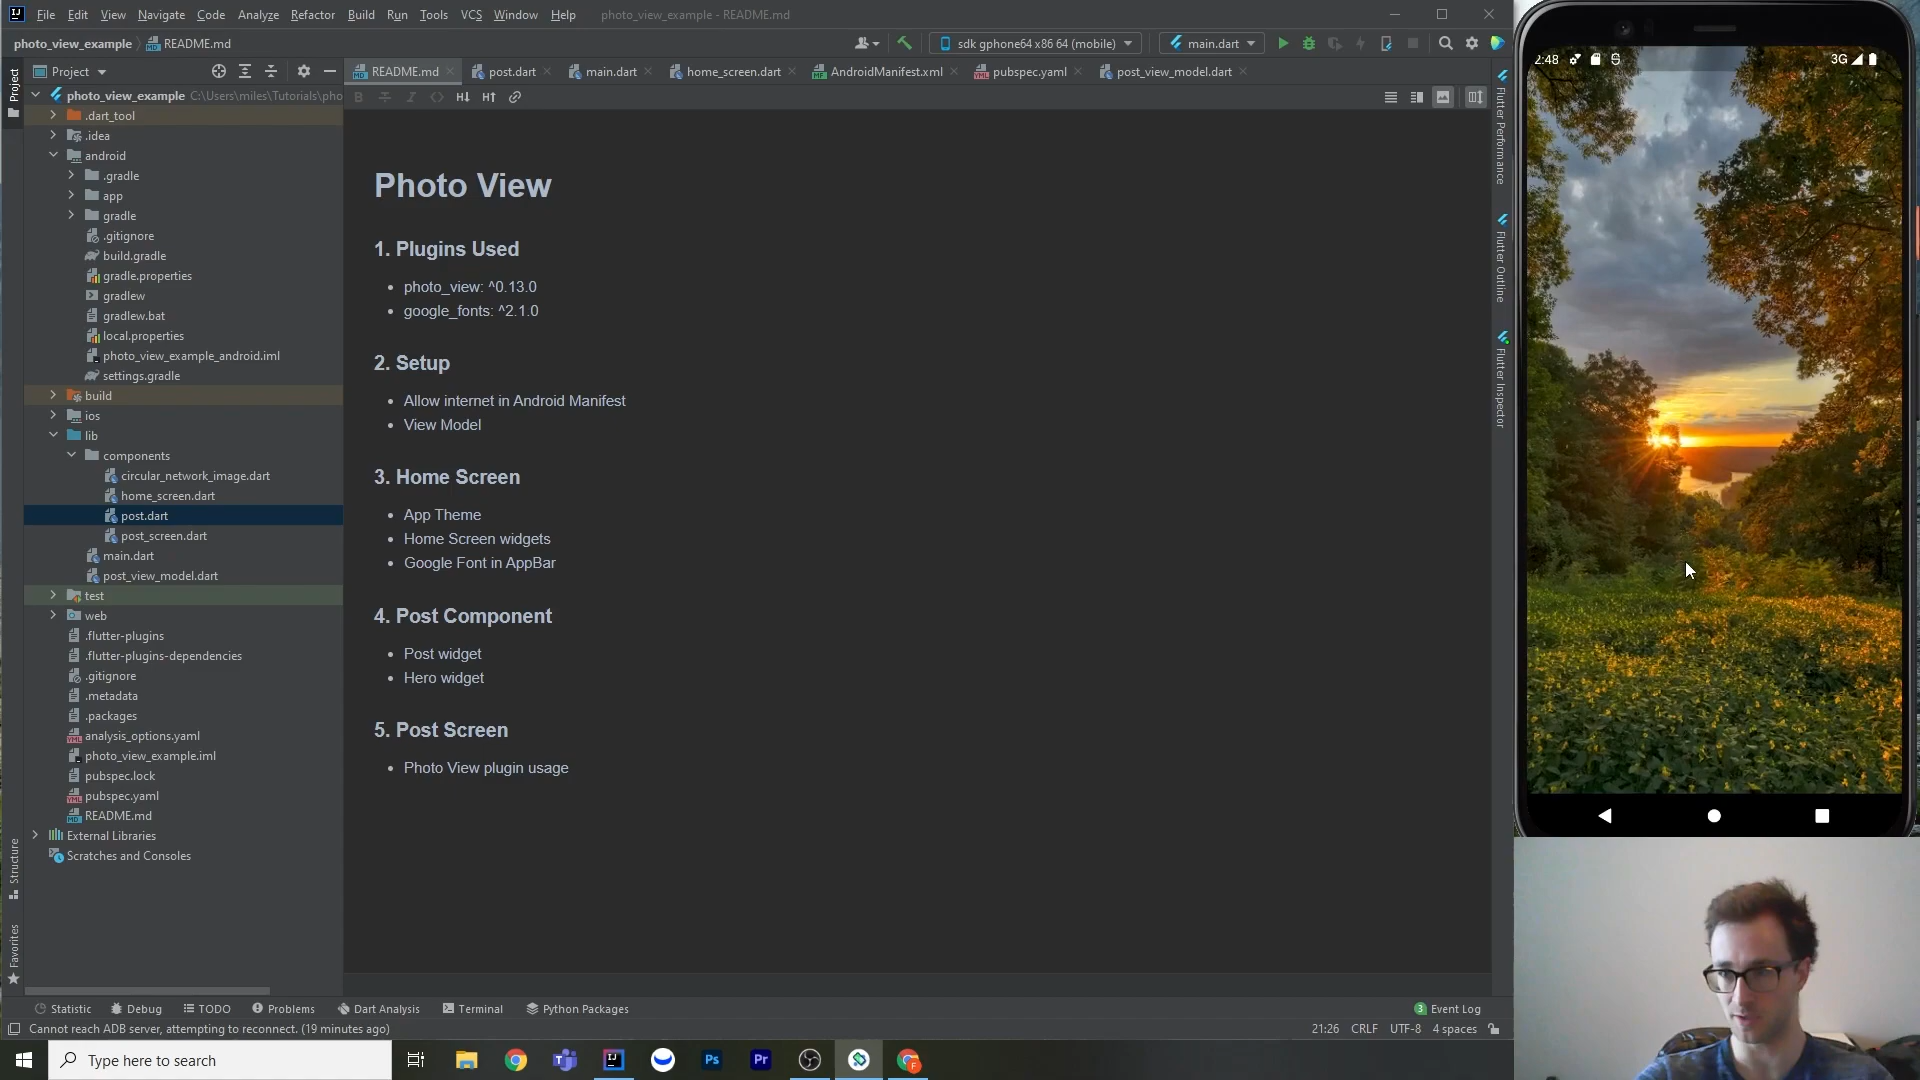 File Edit View Navigate Code Analyze Refactor Build Run Tools VCS Window Help photo_view_example - README.md
photo_view_example README.md
sdk gphone64 x86 64 (mobile) main.dart
Project
README.md post.dart main.dart home_screen.dart AndroidManifest.xml pubspec.yaml post_view_model.dart
photo_view_example C:\Users\miles\Tutorials\pho
.dart_tool
.idea
android
.gradle
app
gradle
.gitignore
build.gradle
gradle.properties
gradlew
gradlew.bat
local.properties
photo_view_example_android.iml
settings.gradle
build
ios
lib
components
circular_network_image.dart
home_screen.dart
post.dart
post_screen.dart
main.dart
post_view_model.dart
test
web
.flutter-plugins
.flutter-plugins-dependencies
.gitignore
.metadata
.packages
analysis_options.yaml
photo_view_example.iml
pubspec.lock
pubspec.yaml
README.md
External Libraries
Scratches and Consoles
Project
Structure
Favorites
Photo View
1. Plugins Used
• photo_view: ^0.13.0
• google_fonts: ^2.1.0
2. Setup
• Allow internet in Android Manifest
• View Model
3. Home Screen
• App Theme
• Home Screen widgets
• Google Font in AppBar
4. Post Component
• Post widget
• Hero widget
5. Post Screen
• Photo View plugin usage
Flutter Performance
Flutter Outline
Flutter Inspector
2:48 3G
Statistic Debug TODO Problems Dart Analysis Terminal Python Packages 3 Event Log
Cannot reach ADB server, attempting to reconnect. (19 minutes ago) 21:26 CRLF UTF-8 4 spaces
Type here to search